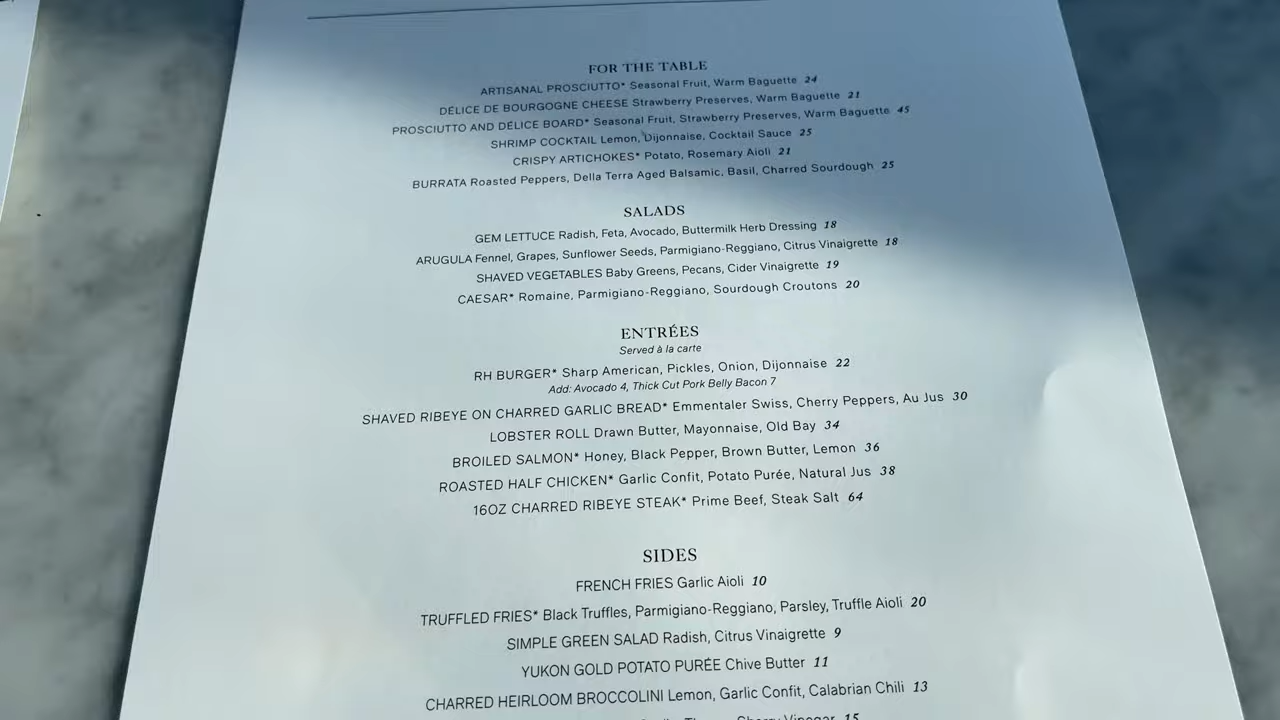 FOR THE TABLE
ARTISANAL PROSCIUTTO* Seasonal Fruit, Warm Baguette 24
DÉLICE DE BOURGOGNE CHEESE Strawberry Preserves, Warm Baguette 21
PROSCIUTTO AND DÉLICE BOARD* Seasonal Fruit, Strawberry Preserves, Warm Baguette 45
SHRIMP COCKTAIL Lemon, Dijonnaise, Cocktail Sauce 25
CRISPY ARTICHOKES* Potato, Rosemary Aioli 21
BURRATA Roasted Peppers, Della Terra Aged Balsamic, Basil, Charred Sourdough 25
SALADS
GEM LETTUCE Radish, Feta, Avocado, Buttermilk Herb Dressing 18
ARUGULA Fennel, Grapes, Sunflower Seeds, Parmigiano-Reggiano, Citrus Vinaigrette 18
SHAVED VEGETABLES Baby Greens, Pecans, Cider Vinaigrette 19
CAESAR* Romaine, Parmigiano-Reggiano, Sourdough Croutons 20
ENTRÉES
Served à la carte
RH BURGER* Sharp American, Pickles, Onion, Dijonnaise 22
Add: Avocado 4, Thick Cut Pork Belly Bacon 7
SHAVED RIBEYE ON CHARRED GARLIC BREAD* Emmentaler Swiss, Cherry Peppers, Au Jus 30
LOBSTER ROLL Drawn Butter, Mayonnaise, Old Bay 34
BROILED SALMON* Honey, Black Pepper, Brown Butter, Lemon 36
ROASTED HALF CHICKEN* Garlic Confit, Potato Purée, Natural Jus 38
16OZ CHARRED RIBEYE STEAK* Prime Beef, Steak Salt 64
SIDES
FRENCH FRIES Garlic Aioli 10
TRUFFLED FRIES* Black Truffles, Parmigiano-Reggiano, Parsley, Truffle Aioli 20
SIMPLE GREEN SALAD Radish, Citrus Vinaigrette 9
YUKON GOLD POTATO PURÉE Chive Butter 11
CHARRED HEIRLOOM BROCCOLINI Lemon, Garlic Confit, Calabrian Chili 13
Sherry Vinegar 15